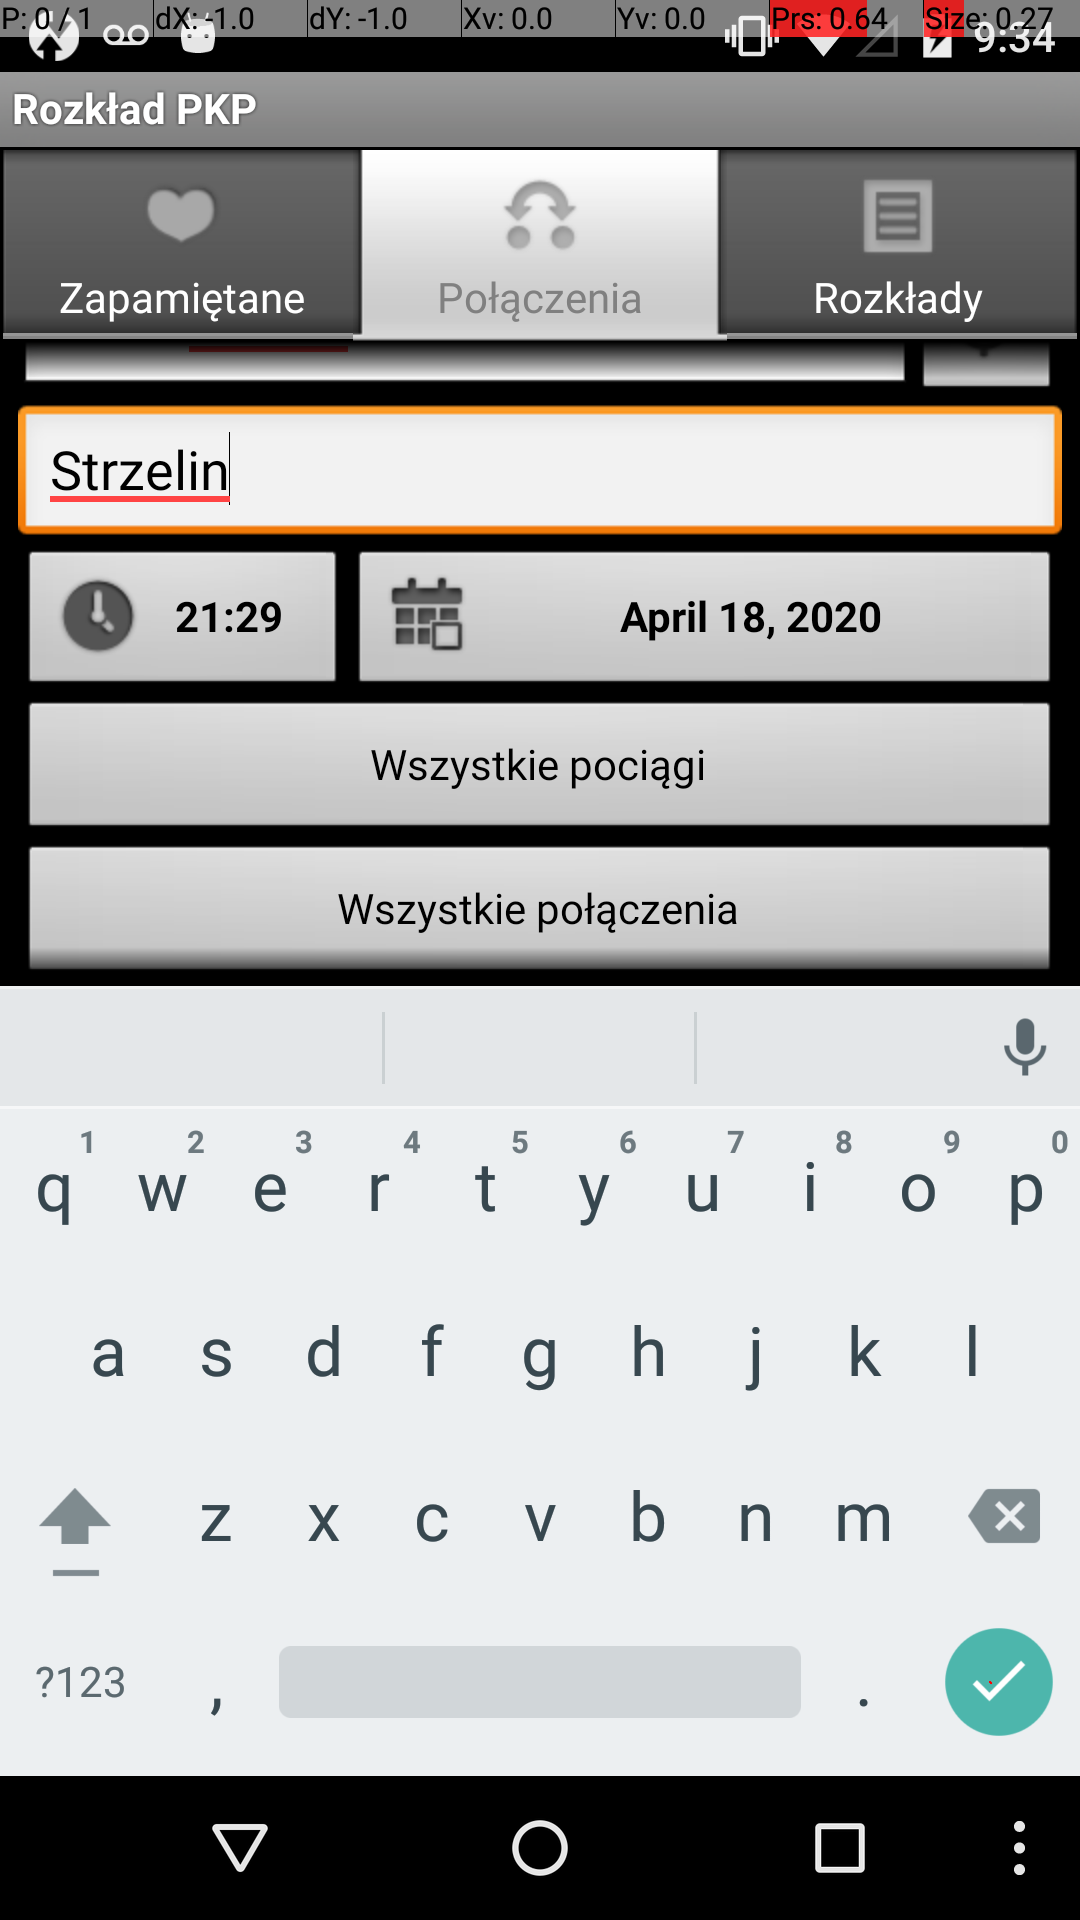 P: 0 / 1 dX: -1.0 dY: -1.0 Xv: 0.0 Yv: 0.0 Prs: 0.64 Size: 0.27
9:34
Rozkład PKP
Zapamiętane Połączenia Rozkłady
Strzelin
21:29 April 18, 2020
Wszystkie pociągi
Wszystkie połączenia
1 2 3 4 5 6 7 8 9 0
q w e r t y u i o p
a s d f g h j k l
z x c v b n m
?123 , .